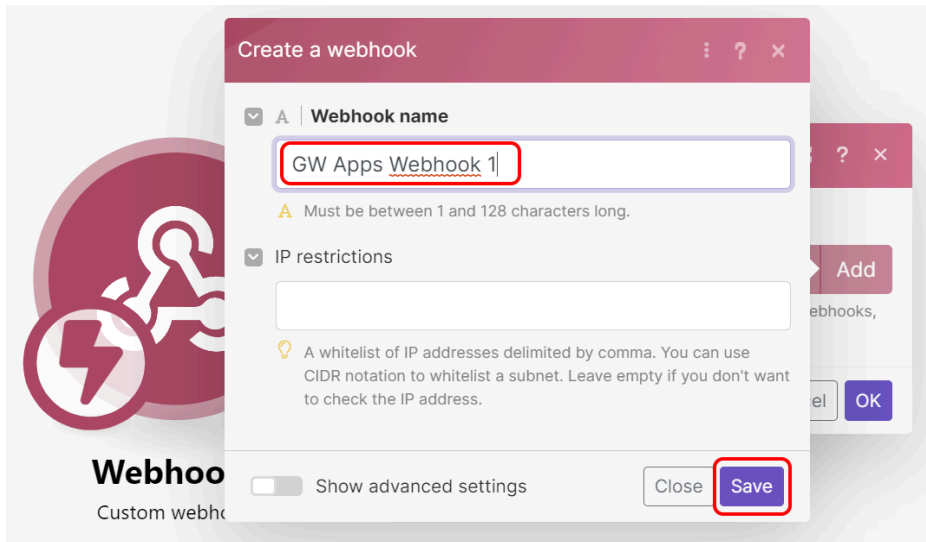 Create a webhook
?
A Webhook name
GW Apps Webhook 1
A Must be between 1 and 128 characters long.
IP restrictions
A whitelist of IP addresses delimited by comma. You can use
CIDR notation to whitelist a subnet. Leave empty if you don't want
to check the IP address.
Show advanced settings
Close
Save
?
Add
ebhooks,
el
OK
Webhoo
Custom webho